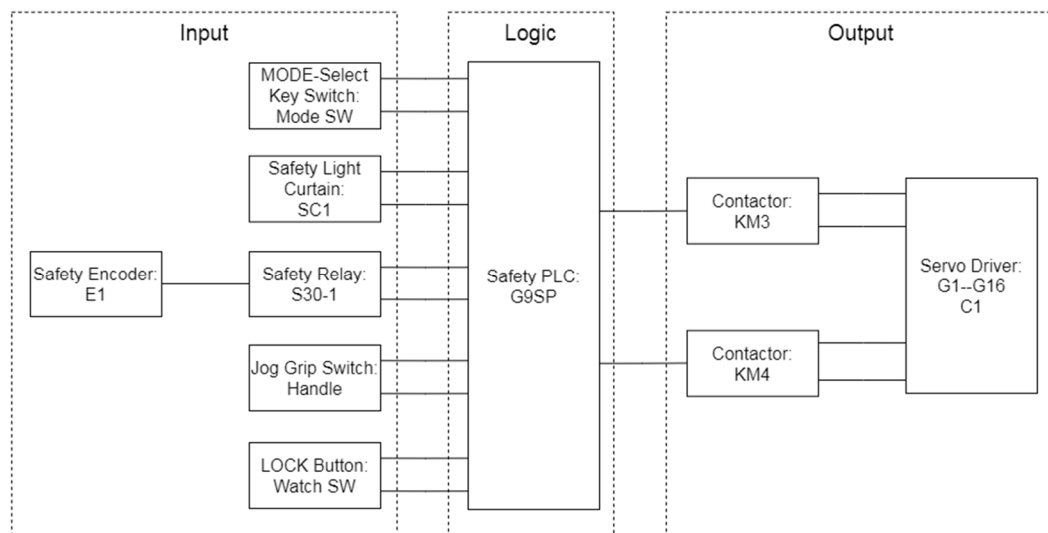 Input
Logic
Output
MODE-Select
Key Switch:
Mode SW
Safety Light
Curtain:
SC1
Safety Encoder:
E1
Safety Relay:
S30-1
Jog Grip Switch:
Handle
LOCK Button:
Watch SW
Safety PLC:
G9SP
Contactor:
KM3
Contactor:
KM4
Servo Driver:
G1--G16
C1